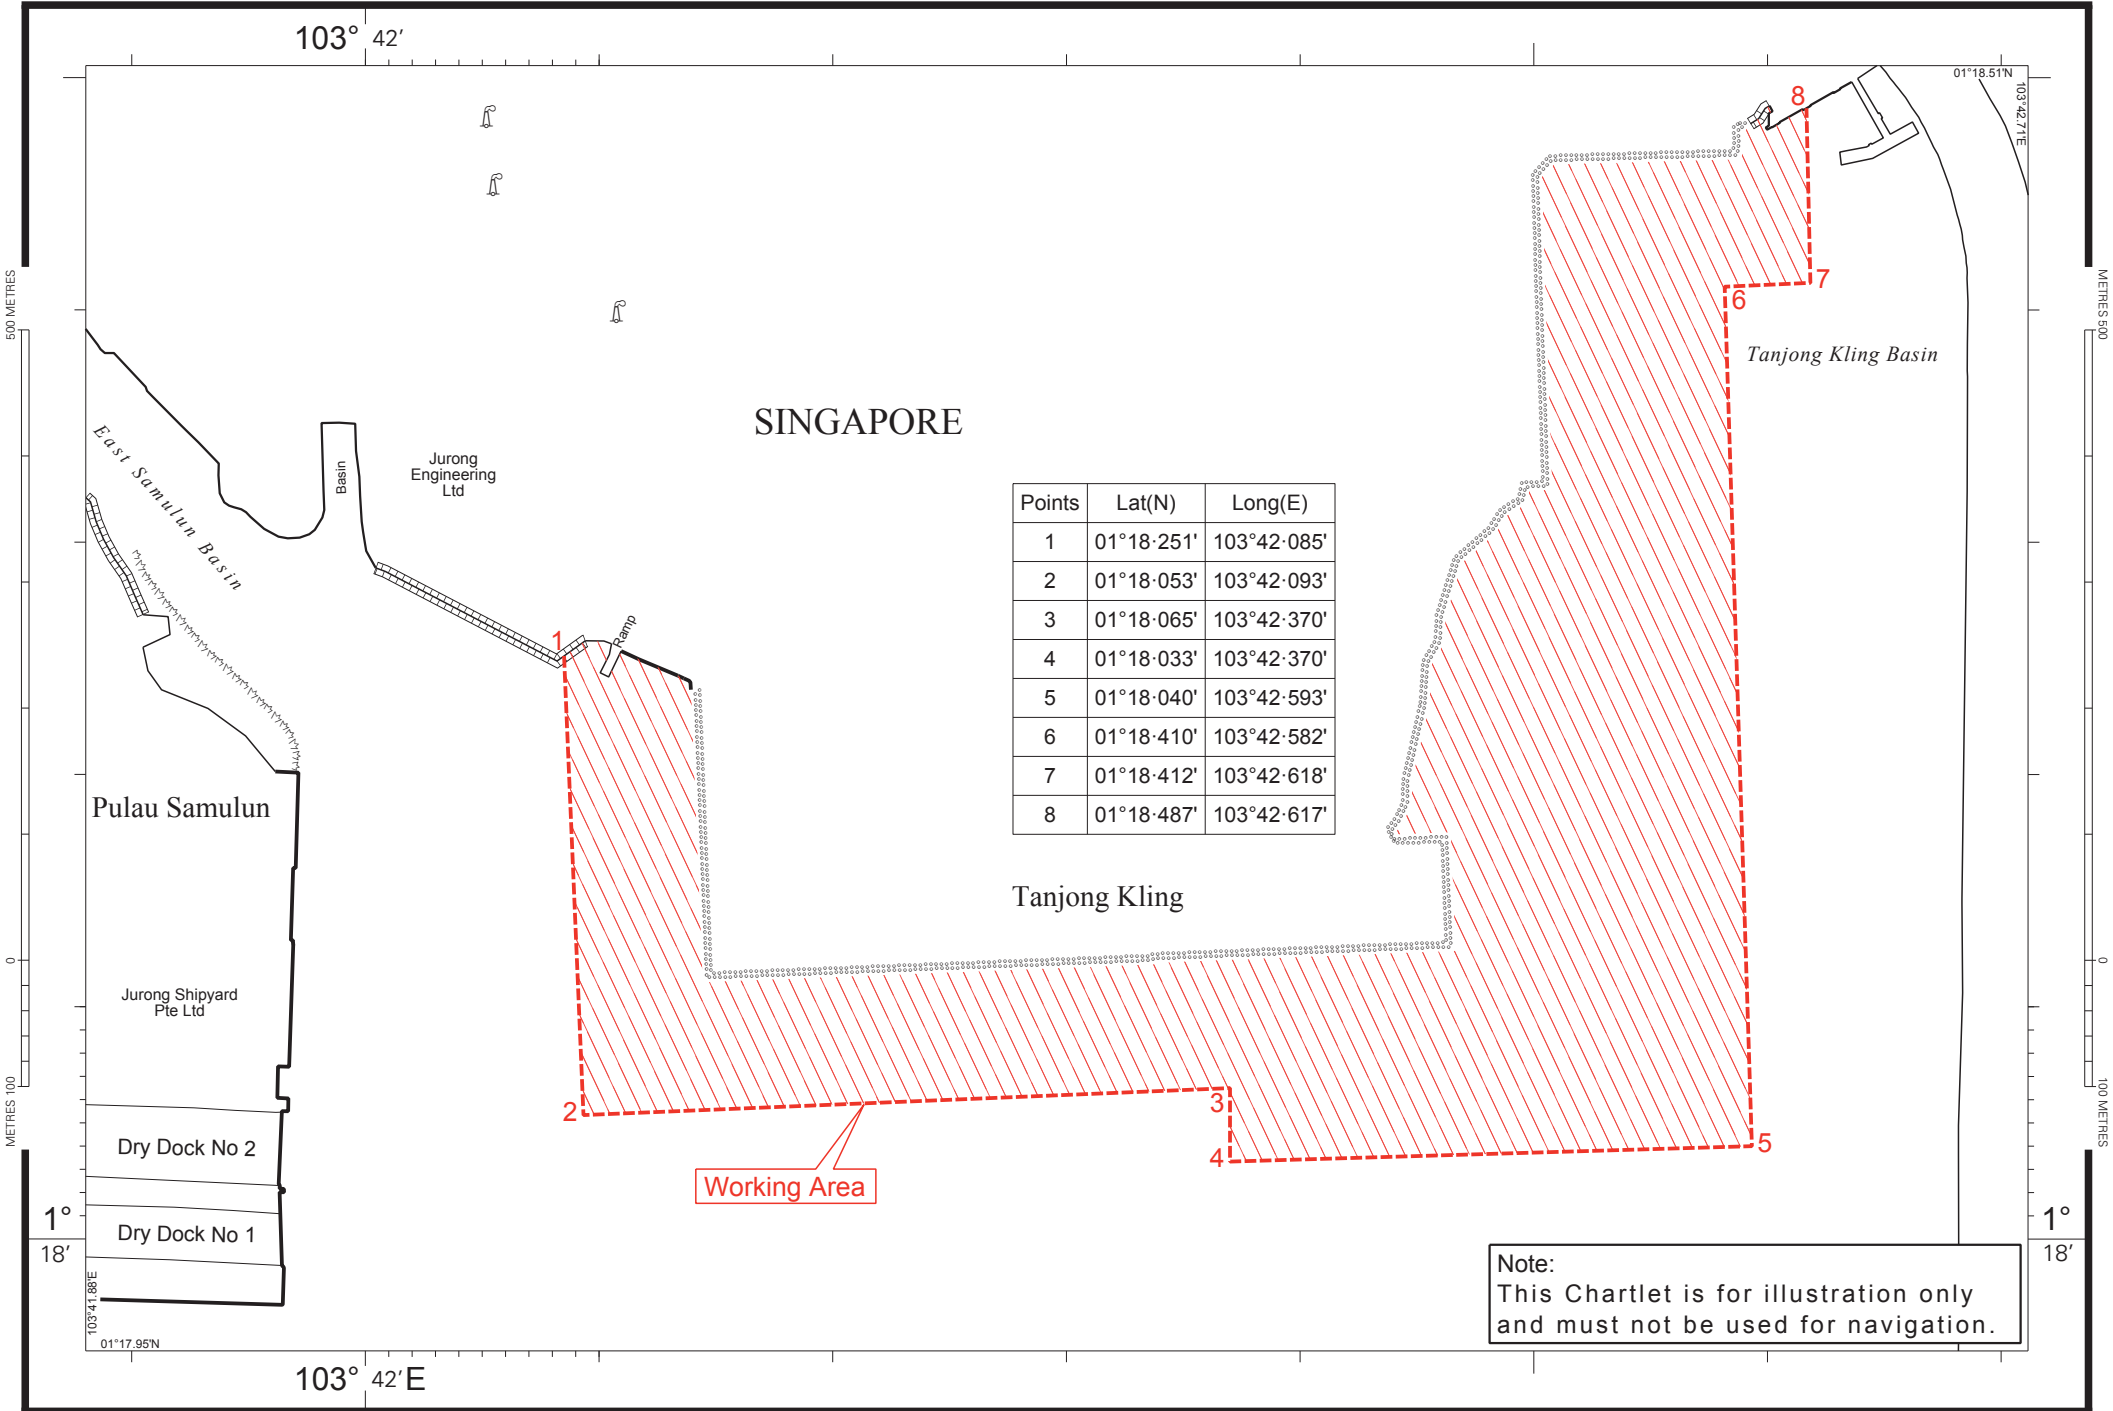 103° 42'
01°18.51'N
103°42.71'E
8
7
6
500 METRES
METRES 500
Tanjong Kling Basin
SINGAPORE
East Samulun Basin
Basin
Jurong
Engineering
Ltd
Points Lat(N) Long(E)
1 01°18·251' 103°42·085'
2 01°18·053' 103°42·093'
3 01°18·065' 103°42·370'
4 01°18·033' 103°42·370'
5 01°18·040' 103°42·593'
6 01°18·410' 103°42·582'
7 01°18·412' 103°42·618'
8 01°18·487' 103°42·617'
1
Ramp
Pulau Samulun
Tanjong Kling
0
0
Jurong Shipyard
Pte Ltd
METRES 100
100 METRES
2
3
4
5
Dry Dock No 2
Working Area
1°
18'
1°
18'
Dry Dock No 1
Note:
This Chartlet is for illustration only
and must not be used for navigation.
103°41.88'E
01°17.95'N
103° 42'E